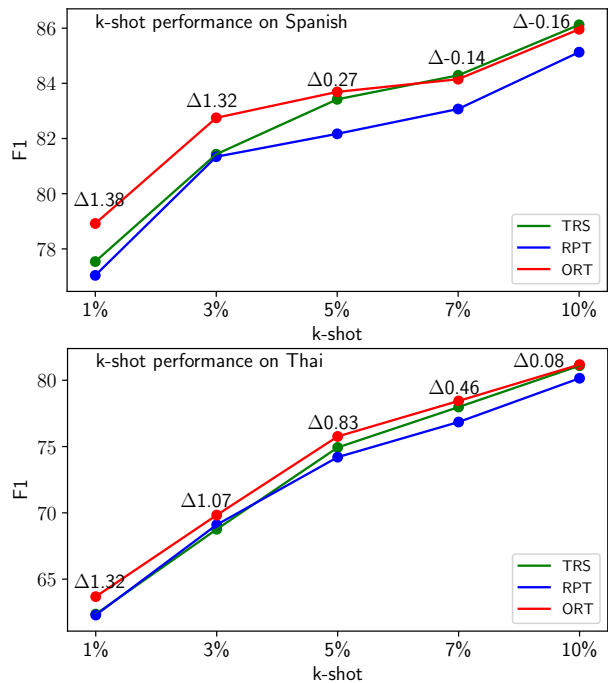 k-shot performance on Spanish
Δ-0.16
Δ-0.14
Δ0.27
Δ1.32
Δ1.38
86
84
82
80
78
F1
TRS
RPT
ORT
1% 3% 5% 7% 10%
k-shot
k-shot performance on Thai
Δ0.08
Δ0.46
Δ0.83
Δ1.07
Δ1.32
80
75
70
65
F1
TRS
RPT
ORT
1% 3% 5% 7% 10%
k-shot